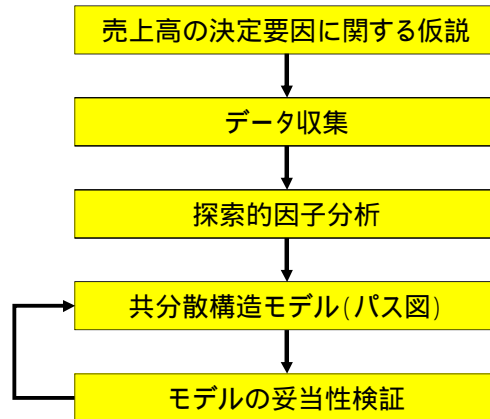 売上高の決定要因に関する仮説
データ収集
探索的因子分析
共分散構造モデル(パス図)
モデルの妥当性検証